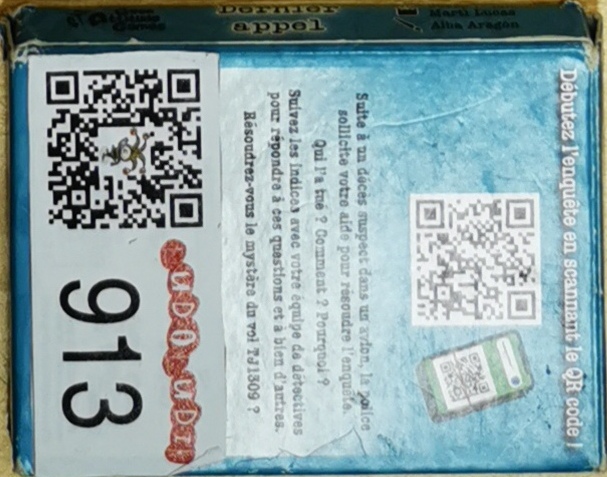 Dernier
appel
Martí Lucas
Alba Aragón
Débutez l'enquête en scannant le QR code !
Suite à un décès suspect dans un avion, la police
sollicite votre aide pour résoudre l'enquête.
Qui l'a tué ? Comment ? Pourquoi ?
Suivez les indices avec votre équipe de détectives
pour répondre à ces questions et à bien d'autres.
Résoudrez-vous le mystère du vol TJ1309 ?
913